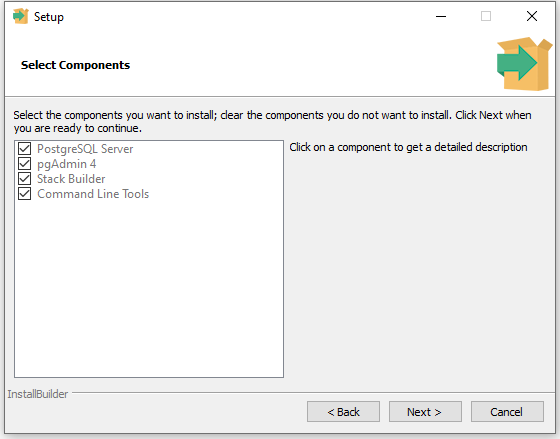 Setup
Select Components
Select the components you want to install; clear the components you do not want to install. Click Next when
you are ready to continue.
PostgreSQL Server
pgAdmin 4
Stack Builder
Command Line Tools
Click on a component to get a detailed description
InstallBuilder
< Back
Next >
Cancel